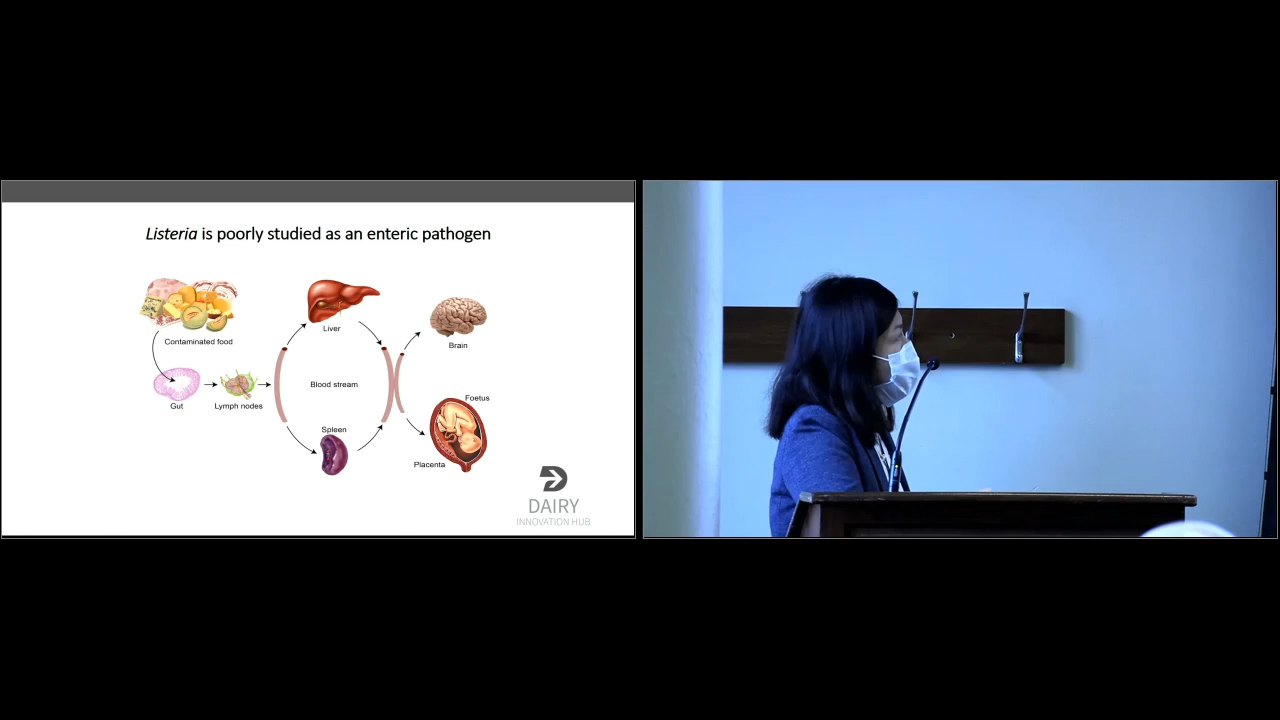 Listeria is poorly studied as an enteric pathogen
Contaminated food
Liver
Brain
Gut
Lymph nodes
Blood stream
Foetus
Spleen
Placenta
DAIRY
INNOVATION HUB